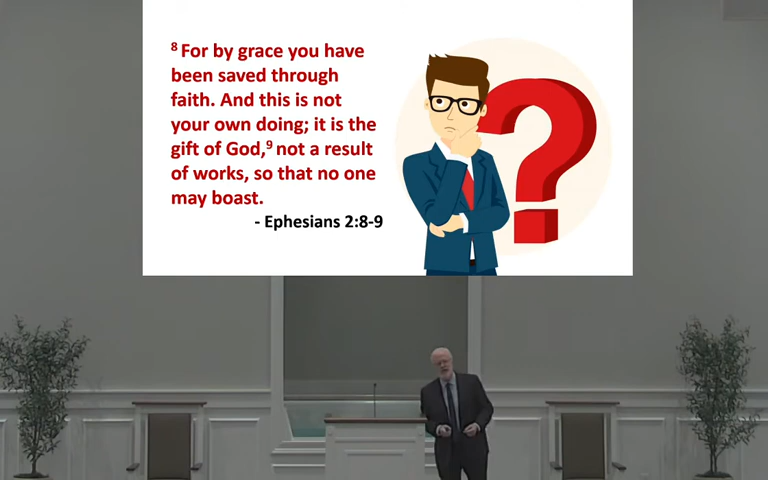 ⁸ For by grace you have
been saved through
faith. And this is not
your own doing; it is the
gift of God,⁹ not a result
of works, so that no one
may boast.
- Ephesians 2:8-9